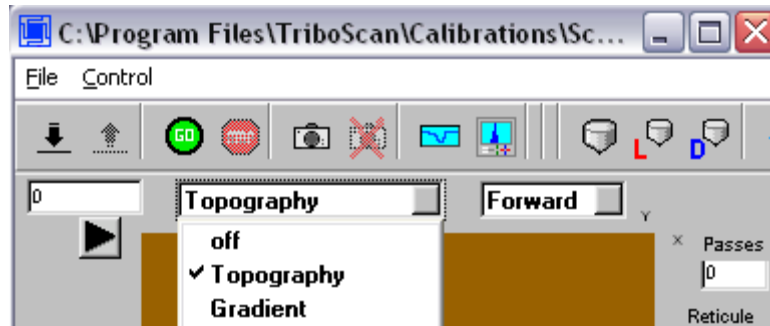 C:\Program Files\TriboScan\Calibrations\Sc...
File Control
GO
L D
0 Topography Forward
Y
X Passes
off
Topography 0
Gradient Reticule